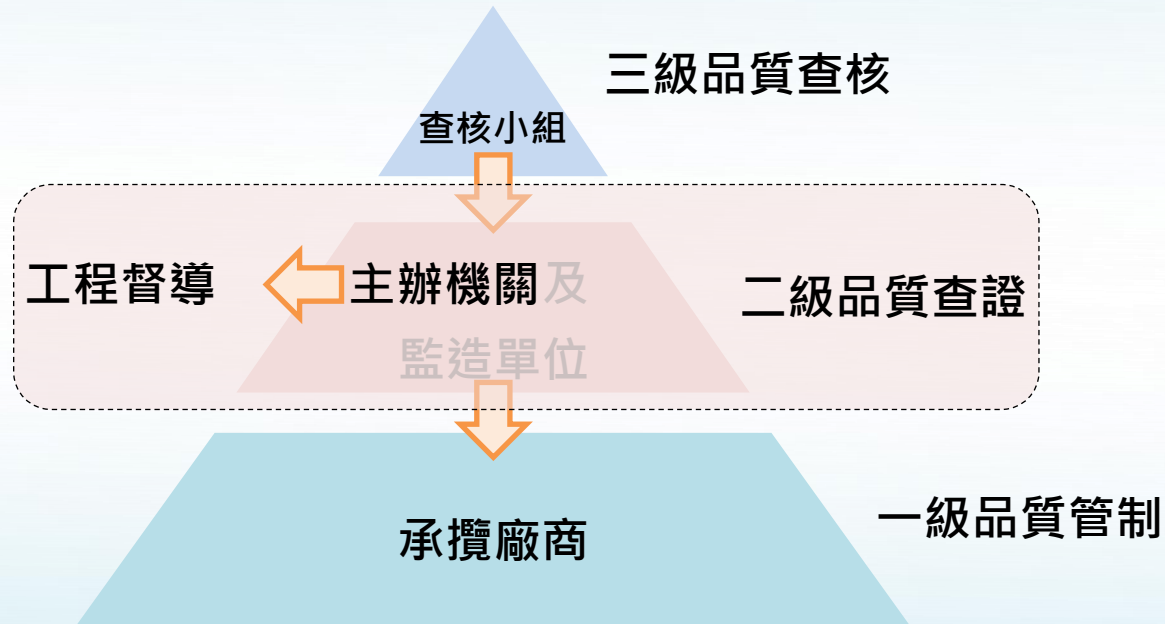 三級品質查核
查核小組
工程督導
主辦機關及
監造單位
二級品質查證
承攬廠商
一級品質管制